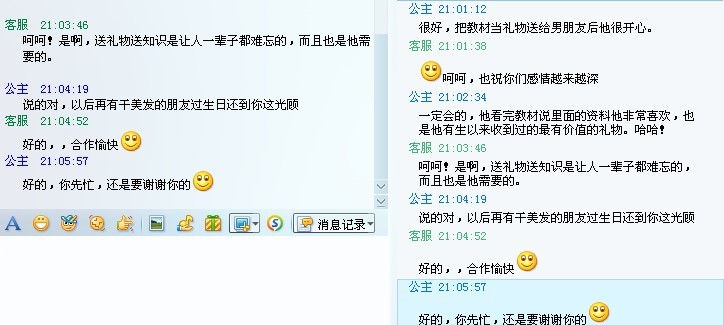 客服 21:03:46
呵呵！是啊，送礼物送知识是让人一辈子都难忘的，而且也是他需
要的。
公主 21:04:19
说的对，以后再有干美发的朋友过生日还到你这光顾
客服 21:04:52
好的，，合作愉快
公主 21:05:57
好的，你先忙，还是要谢谢你的
A
消息记录
公主 21:01:12
很好，把教材当礼物送给男朋友后他很开心。
客服 21:01:38
呵呵，也祝你们感情越来越深
公主 21:02:34
一定会的，他看完教材说里面的资料他非常喜欢，也
是他有生以来收到过的最有价值的礼物。哈哈！
客服 21:03:46
呵呵！是啊，送礼物送知识是让人一辈子都难忘的，
而且也是他需要的。
公主 21:04:19
说的对，以后再有干美发的朋友过生日还到你这光顾
客服 21:04:52
好的，，合作愉快
公主 21:05:57
好的，你先忙，还是要谢谢你的